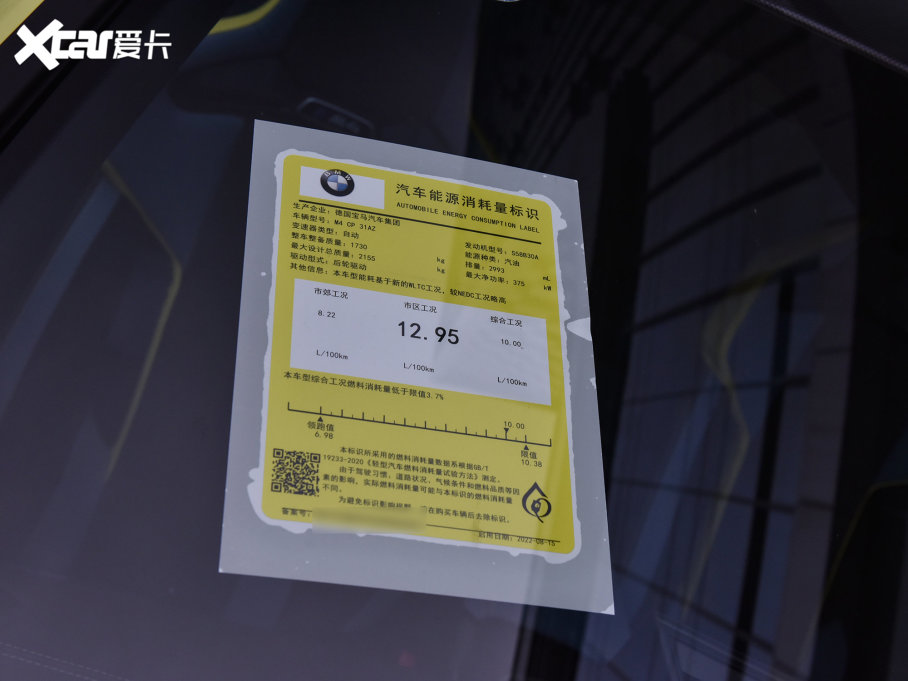 Xcar爱卡
BMW
汽车能源消耗量标识
AUTOMOBILE ENERGY CONSUMPTION LABEL
生产企业：德国宝马汽车集团
车辆型号：M4 CP 31AZ
变速器类型：自动
整车整备质量：1730 kg
最大设计总质量：2155 kg
驱动型式：后轮驱动
发动机型号：S58B30A
能源种类：汽油
排量：2993 mL
最大净功率：375 kW
其他信息：本车型能耗基于新的WLTC工况，较NEDC工况略高
市郊工况 市区工况 综合工况
8.22 12.95 10.00
L/100km L/100km L/100km
本车型综合工况燃料消耗量低于限值3.7%
10.00
领跑值 限值
6.98 10.38
本标识所采用的燃料消耗量数据系根据GB/T
19233-2020《轻型汽车燃料消耗量试验方法》测定。
由于驾驶习惯、道路状况、气候条件和燃料品质等因
素的影响，实际燃料消耗量可能与本标识的燃料消耗量
不同。
为避免标识影响视野，在购买车辆后去除标识。
备案号：
启用日期：2022-08-15